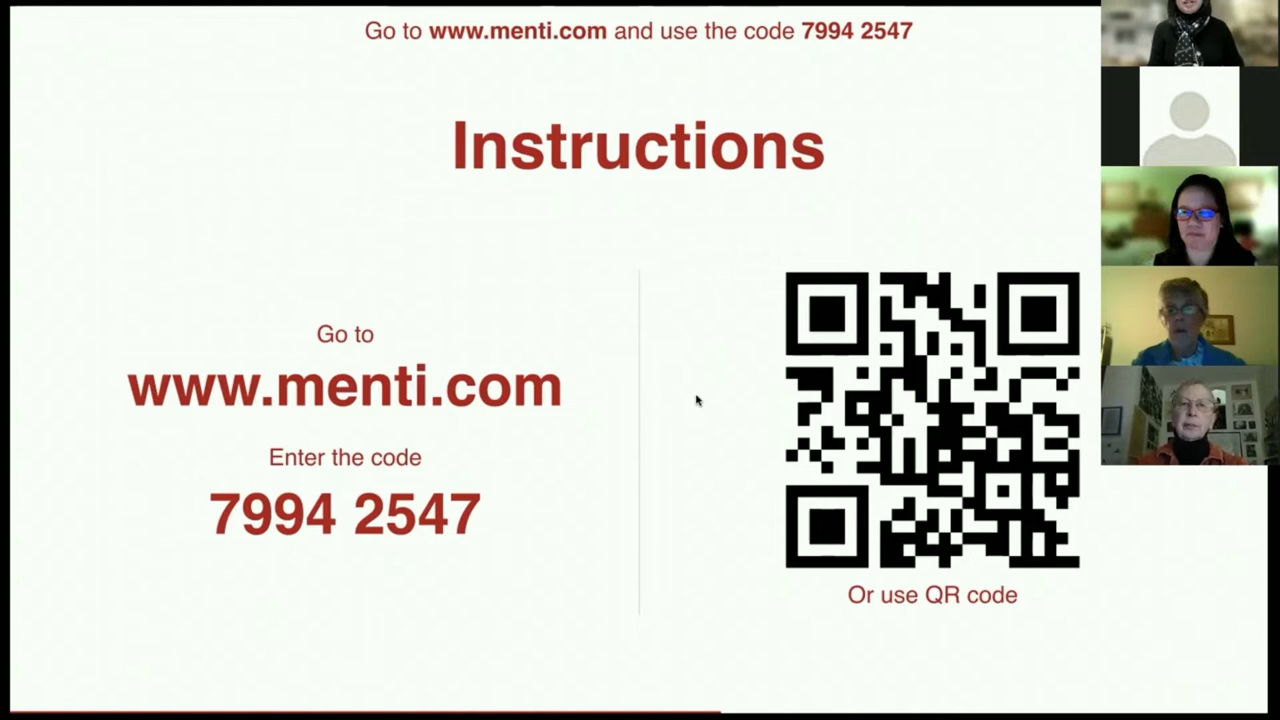 Go to www.menti.com and use the code 7994 2547
Instructions
Go to
www.menti.com
Enter the code
7994 2547
Or use QR code